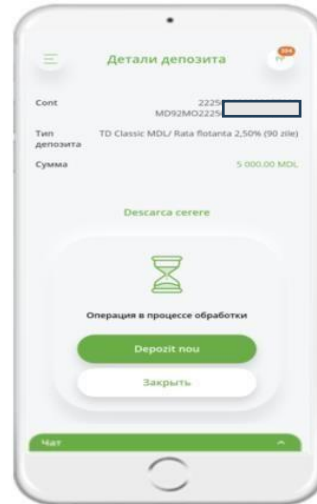 Детали депозита
Cont
2225
MD92MO2225
Тип депозита
TD Classic MDL/ Rata flotanta 2,50% (90 zile)
Сумма
5 000.00 MDL
Descarca cerere
Операция в процессе обработки
Depozit nou
Закрыть
Чат